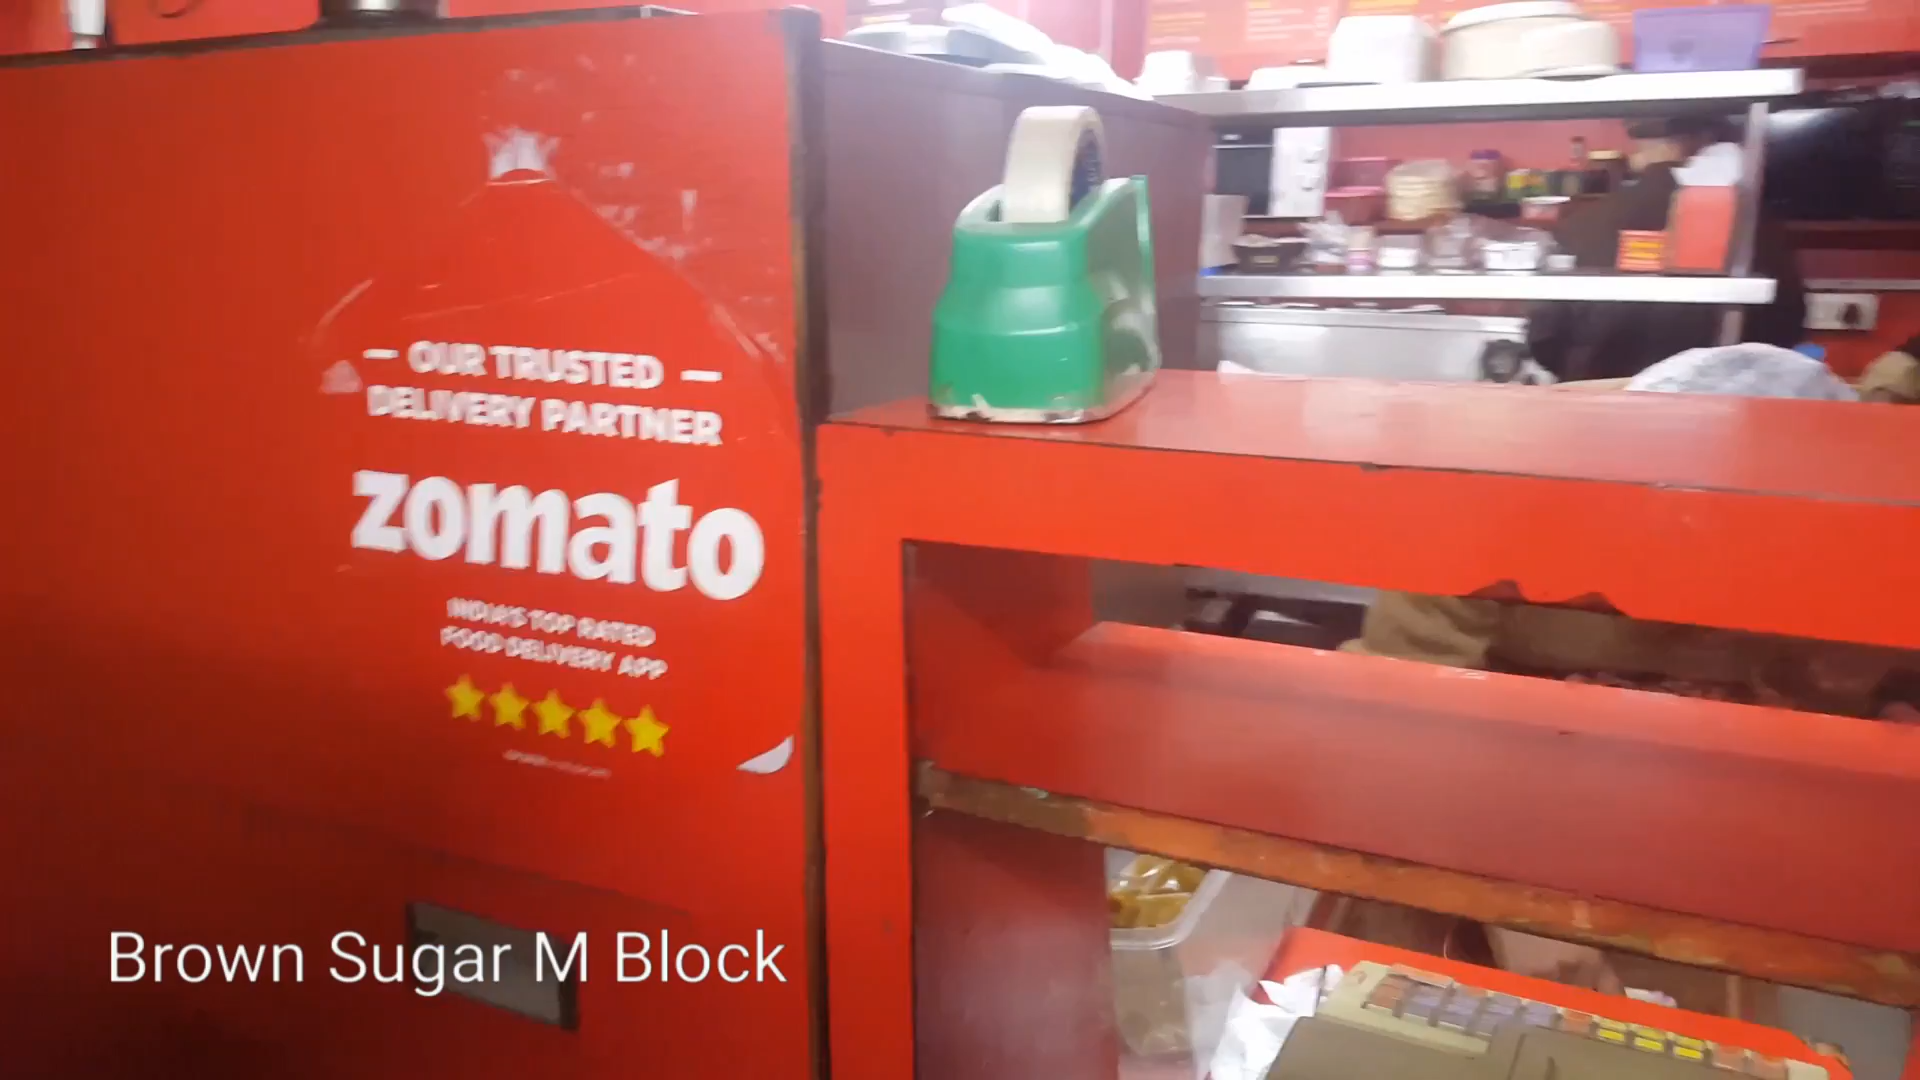 — OUR TRUSTED —
DELIVERY PARTNER
zomato
INDIA'S TOP RATED
FOOD DELIVERY APP
Brown Sugar M Block